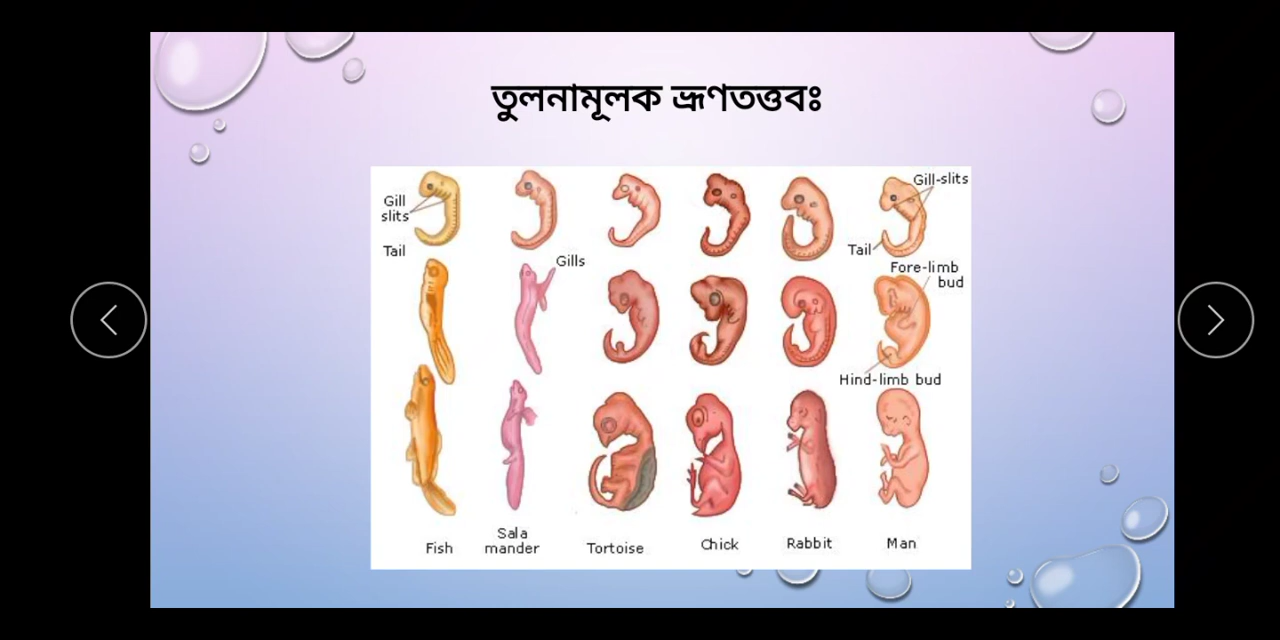 তুলনামূলক ভ্রূণতত্তবঃ
Gill
slits
Gill-slits
Tail
Tail
Gills
Fore-limb
bud
Hind-limb bud
Fish
Sala
mander
Tortoise
Chick
Rabbit
Man